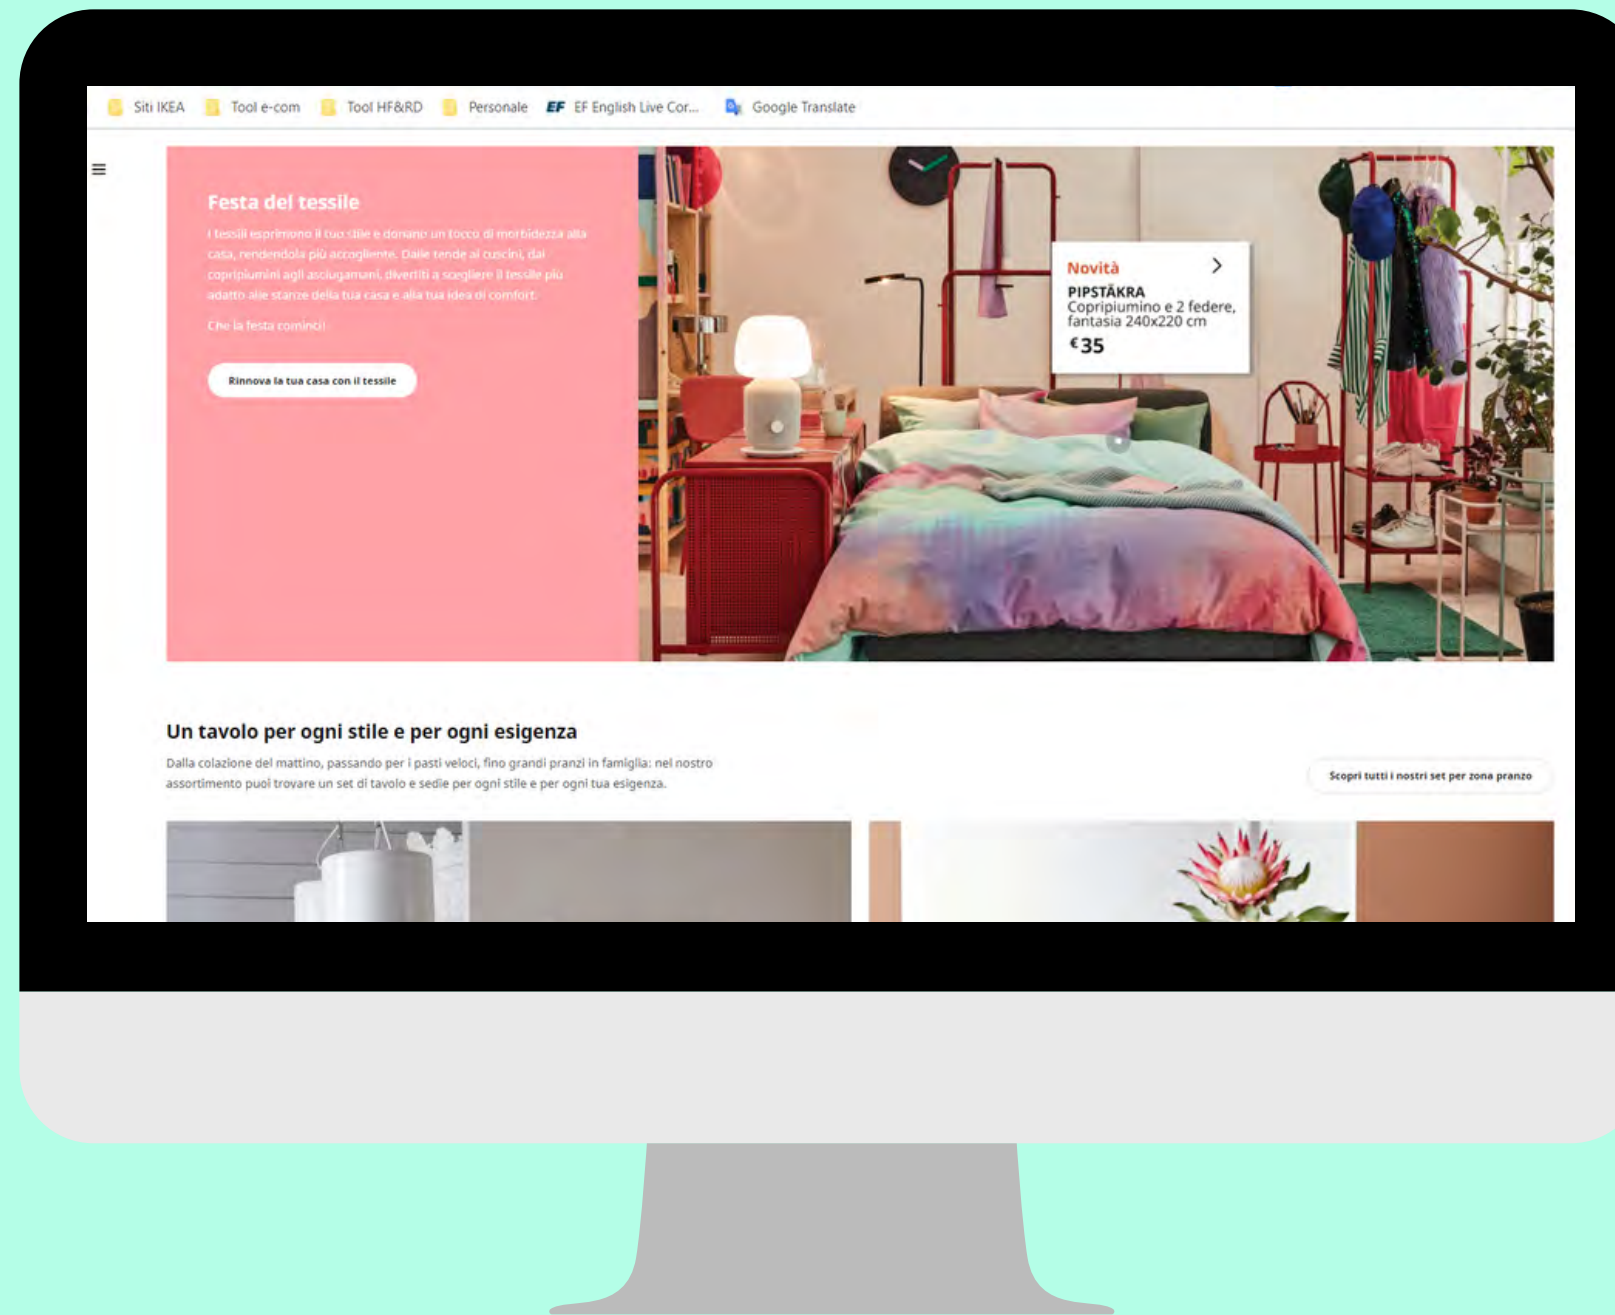 Siti IKEA Tool e-com Tool HF&RD Personale EF EF English Live Cor... Google Translate
Festa del tessile
I tessili esprimono il tuo stile e donano un tocco di morbidezza alla
casa, rendendola più accogliente. Dalle tende ai cuscini, dai
copripiumini agli asciugamani, divertiti a scegliere il tessile più
adatto alle stanze della tua casa e alla tua idea di comfort.
Che la festa cominci!
Rinnova la tua casa con il tessile
Novità
PIPSTÄKRA
Copripiumino e 2 federe,
fantasia 240x220 cm
€35
Un tavolo per ogni stile e per ogni esigenza
Dalla colazione del mattino, passando per i pasti veloci, fino grandi pranzi in famiglia: nel nostro
assortimento puoi trovare un set di tavolo e sedie per ogni stile e per ogni tua esigenza.
Scopri tutti i nostri set per zona pranzo